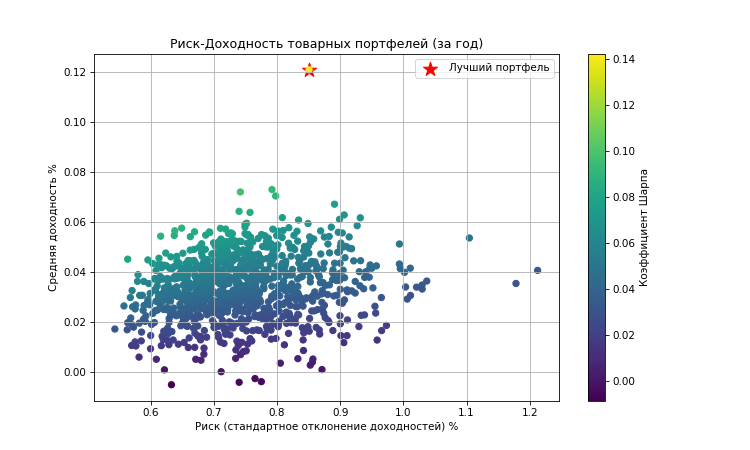 Риск-Доходность товарных портфелей (за год)
Лучший портфель
Средняя доходность %
0.12
0.10
0.08
0.06
0.04
0.02
0.00
0.6 0.7 0.8 0.9 1.0 1.1 1.2
Риск (стандартное отклонение доходностей) %
0.14
0.12
0.10
0.08
0.06
0.04
0.02
0.00
Коэффициент Шарпа